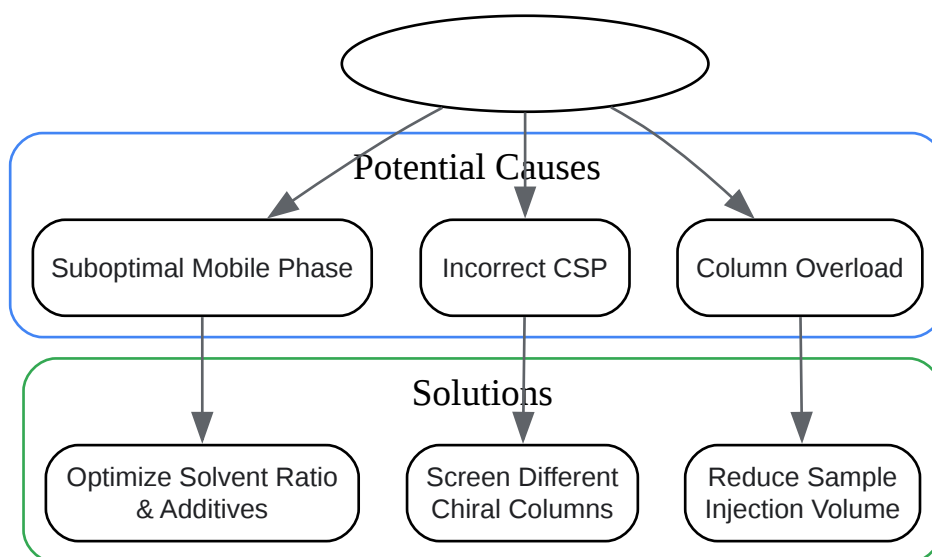 Potential Causes
Suboptimal Mobile Phase
Incorrect CSP
Column Overload
Solutions
Optimize Solvent Ratio
& Additives
Screen Different
Chiral Columns
Reduce Sample
Injection Volume